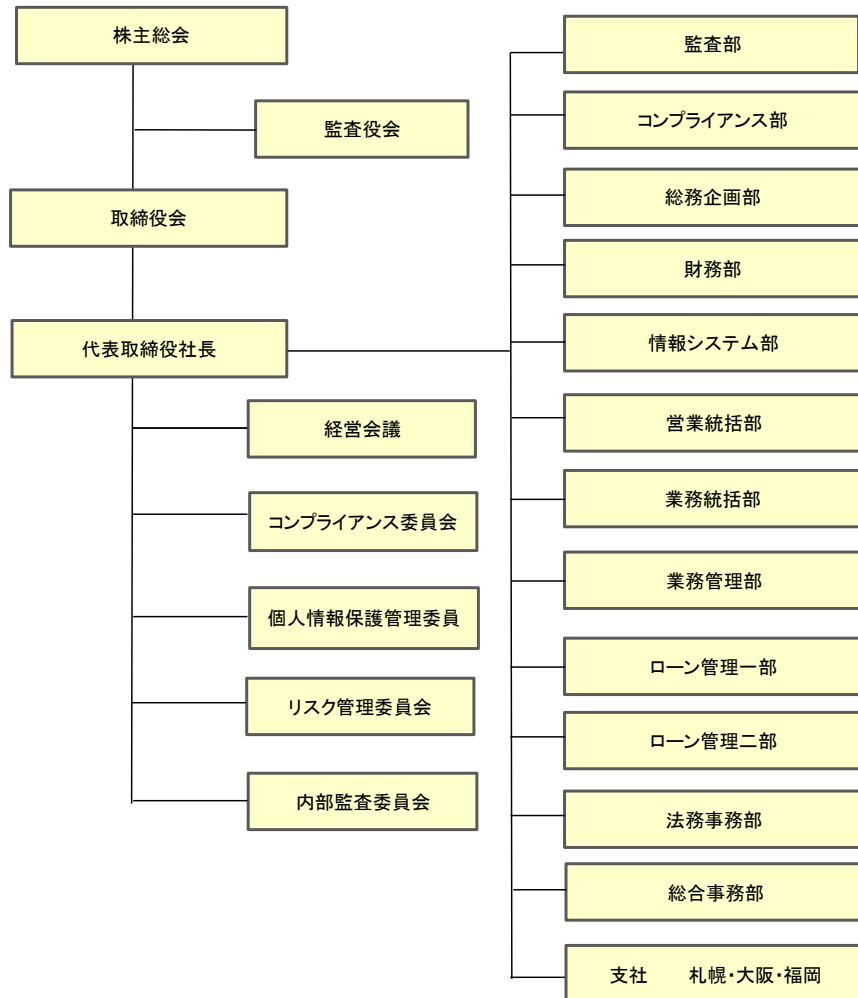 株主総会
監査役会
取締役会
代表取締役社長
経営会議
コンプライアンス委員会
個人情報保護管理委員
リスク管理委員会
内部監査委員会
監査部
コンプライアンス部
総務企画部
財務部
情報システム部
営業統括部
業務統括部
業務管理部
ローン管理一部
ローン管理二部
法務事務部
総合事務部
支社　札幌・大阪・福岡